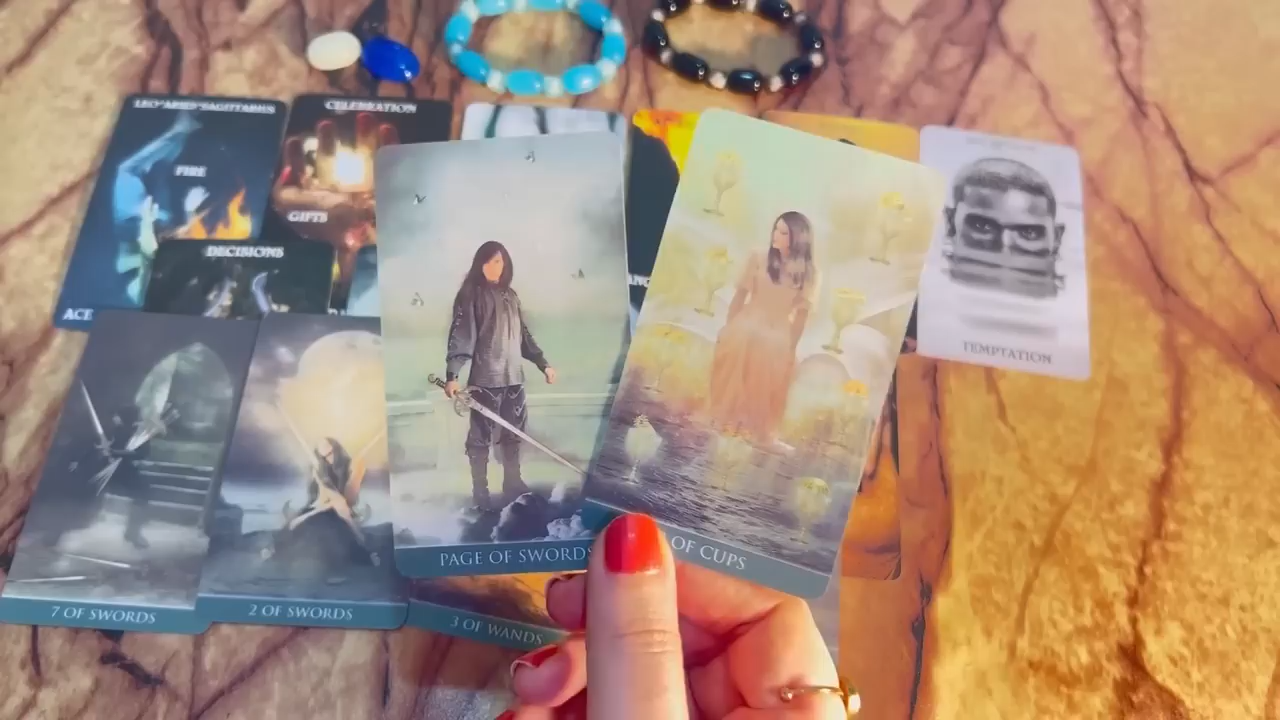 LEO*ARIES*SAGITTARIUS
FIRE
ACE
CELEBRATION
GIFTS
DECISIONS
TEMPTATION
PAGE OF SWORDS
OF CUPS
7 OF SWORDS
2 OF SWORDS
3 OF WANDS